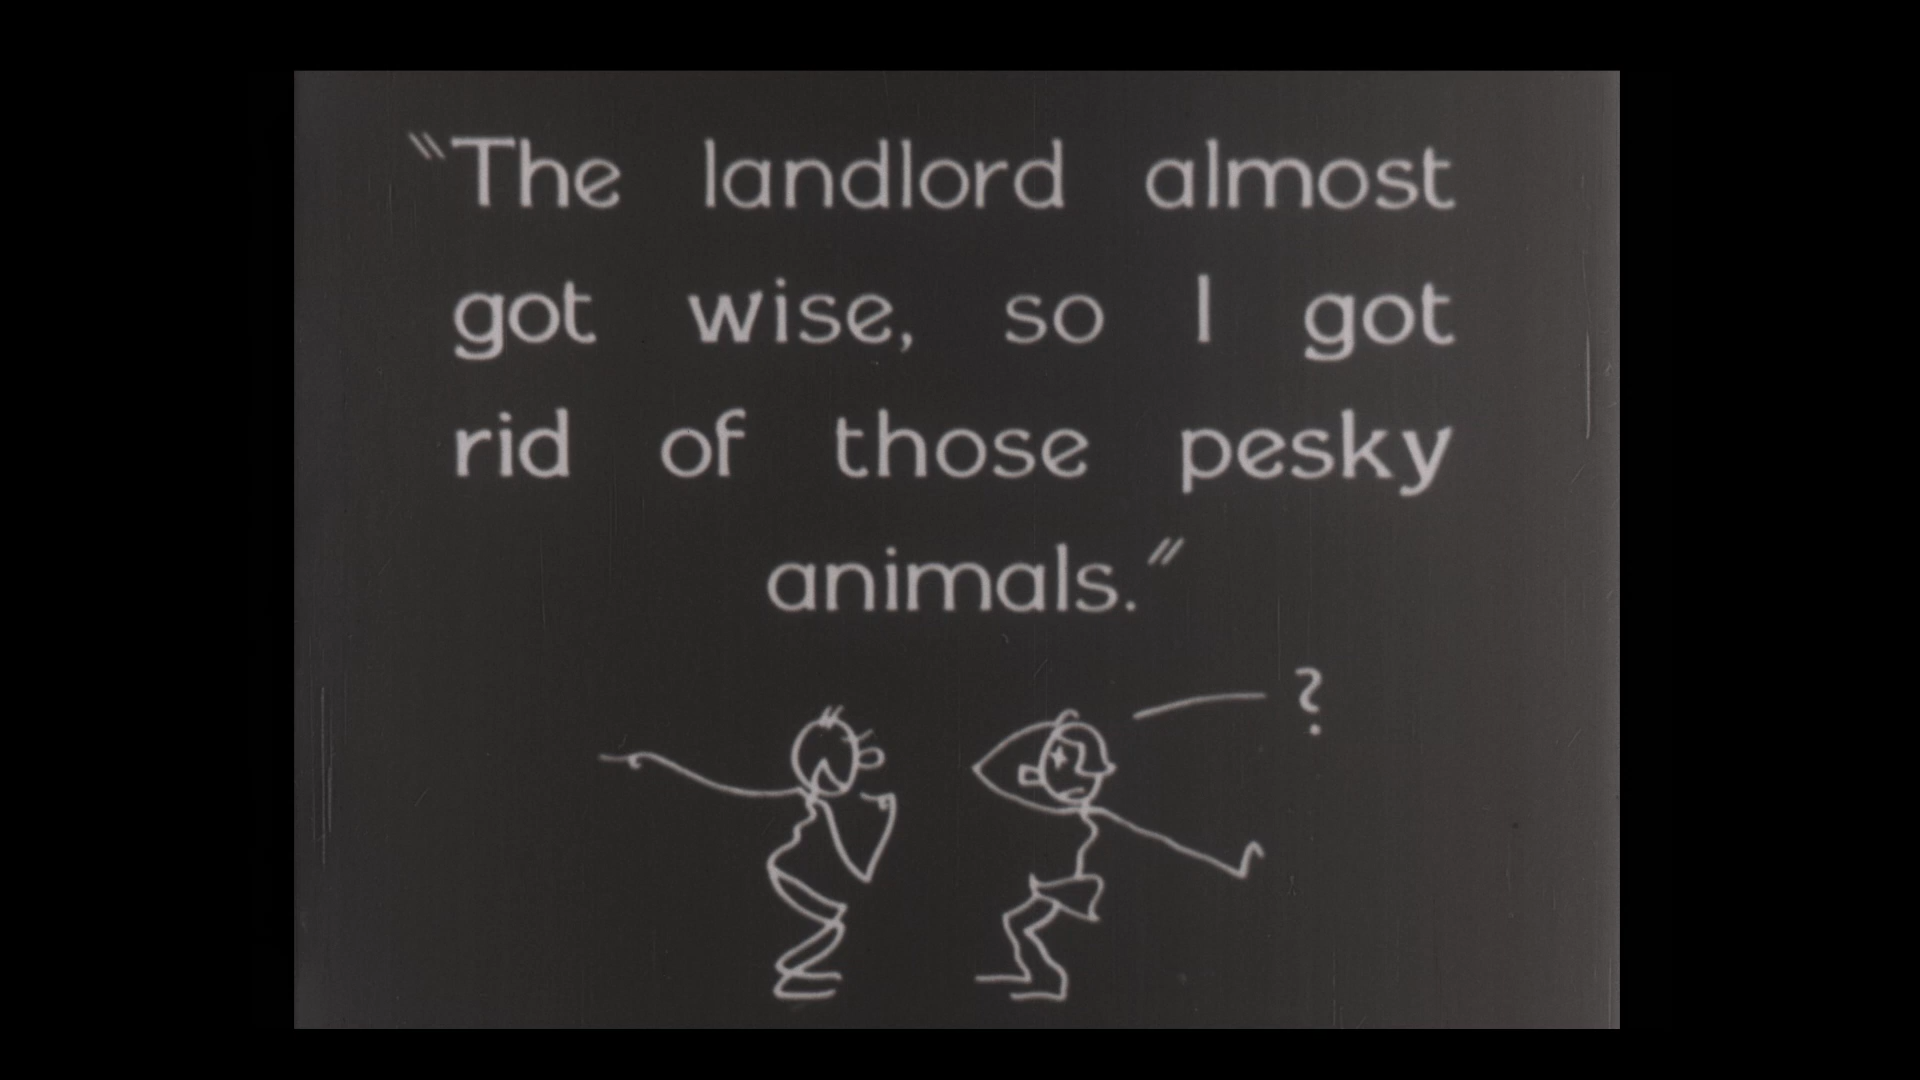 "The landlord almost
got wise, so I got
rid of those pesky
animals."
?